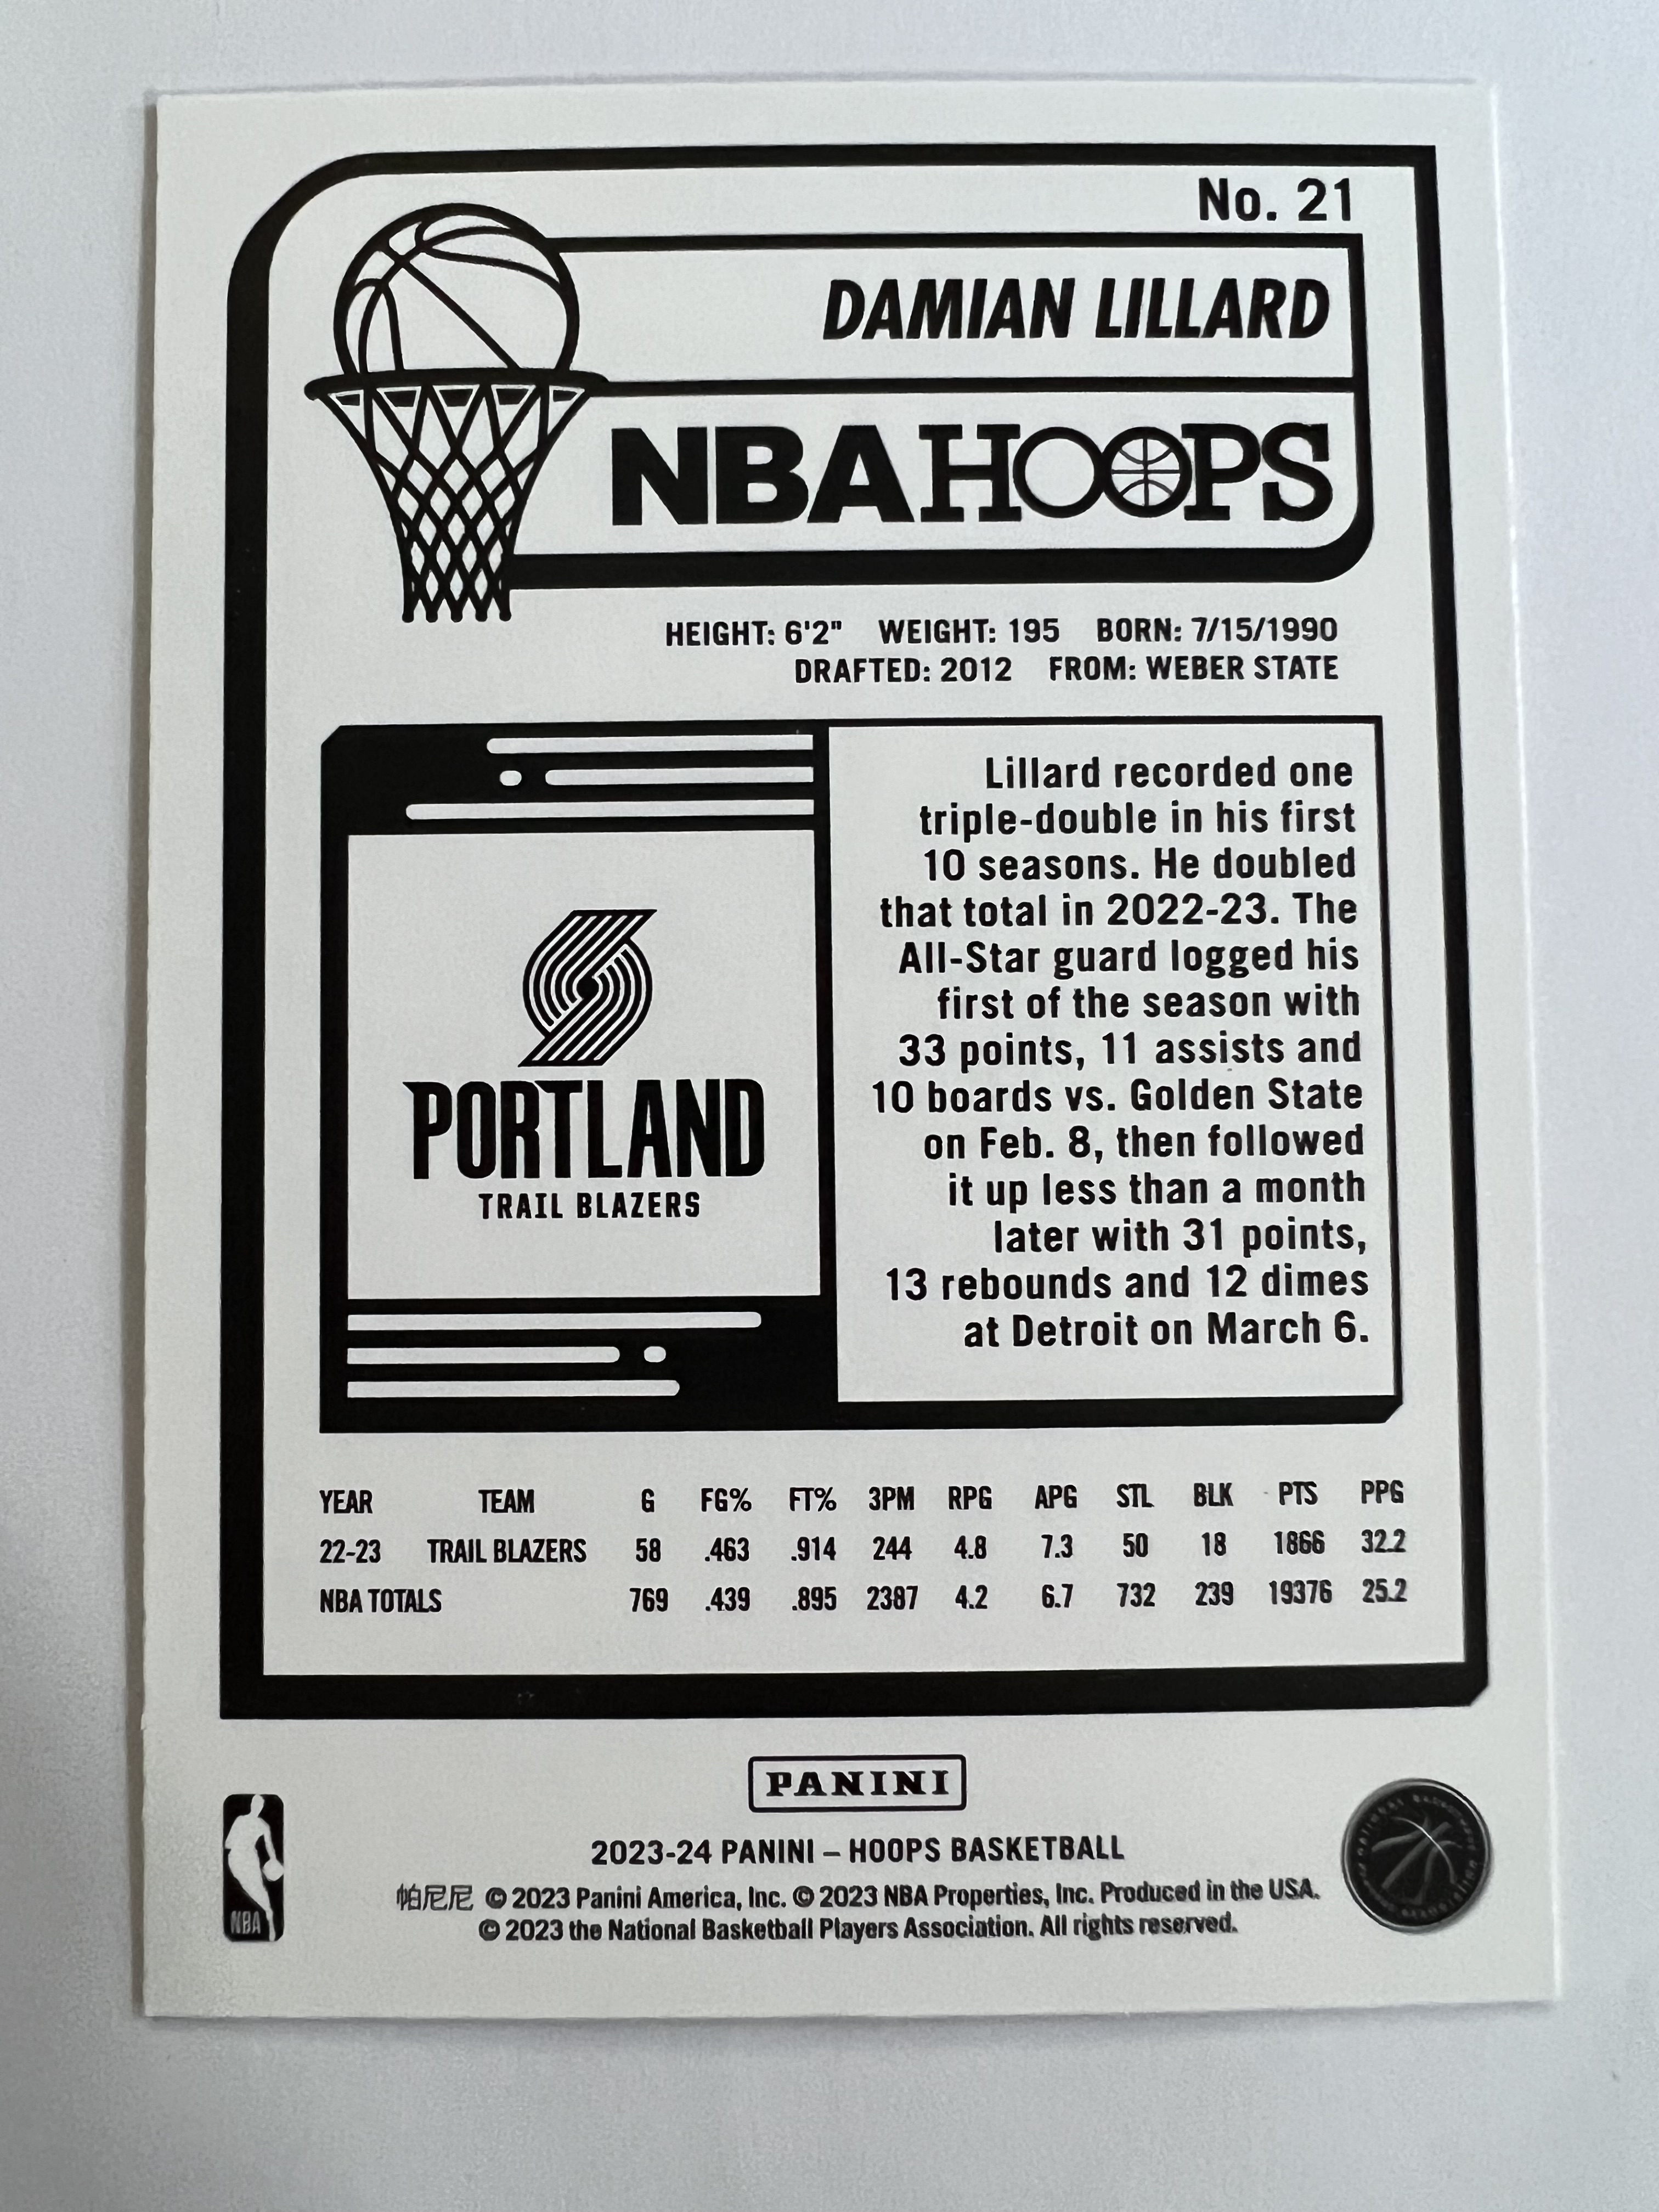 No. 21
DAMIAN LILLARD
NBA HOOPS
HEIGHT: 6'2" WEIGHT: 195 BORN: 7/15/1990
DRAFTED: 2012 FROM: WEBER STATE
PORTLAND
TRAIL BLAZERS
Lillard recorded one
triple-double in his first
10 seasons. He doubled
that total in 2022-23. The
All-Star guard logged his
first of the season with
33 points, 11 assists and
10 boards vs. Golden State
on Feb. 8, then followed
it up less than a month
later with 31 points,
13 rebounds and 12 dimes
at Detroit on March 6.
YEAR TEAM G FG% FT% 3PM RPG APG STL BLK PTS PPG
22-23 TRAIL BLAZERS 58 .463 .914 244 4.8 7.3 50 18 1866 32.2
NBA TOTALS 769 .439 .895 2387 4.2 6.7 732 239 19376 25.2
PANINI
NBA
2023-24 PANINI – HOOPS BASKETBALL
帕尼尼 © 2023 Panini America, Inc. © 2023 NBA Properties, Inc. Produced in the USA.
© 2023 the National Basketball Players Association. All rights reserved.